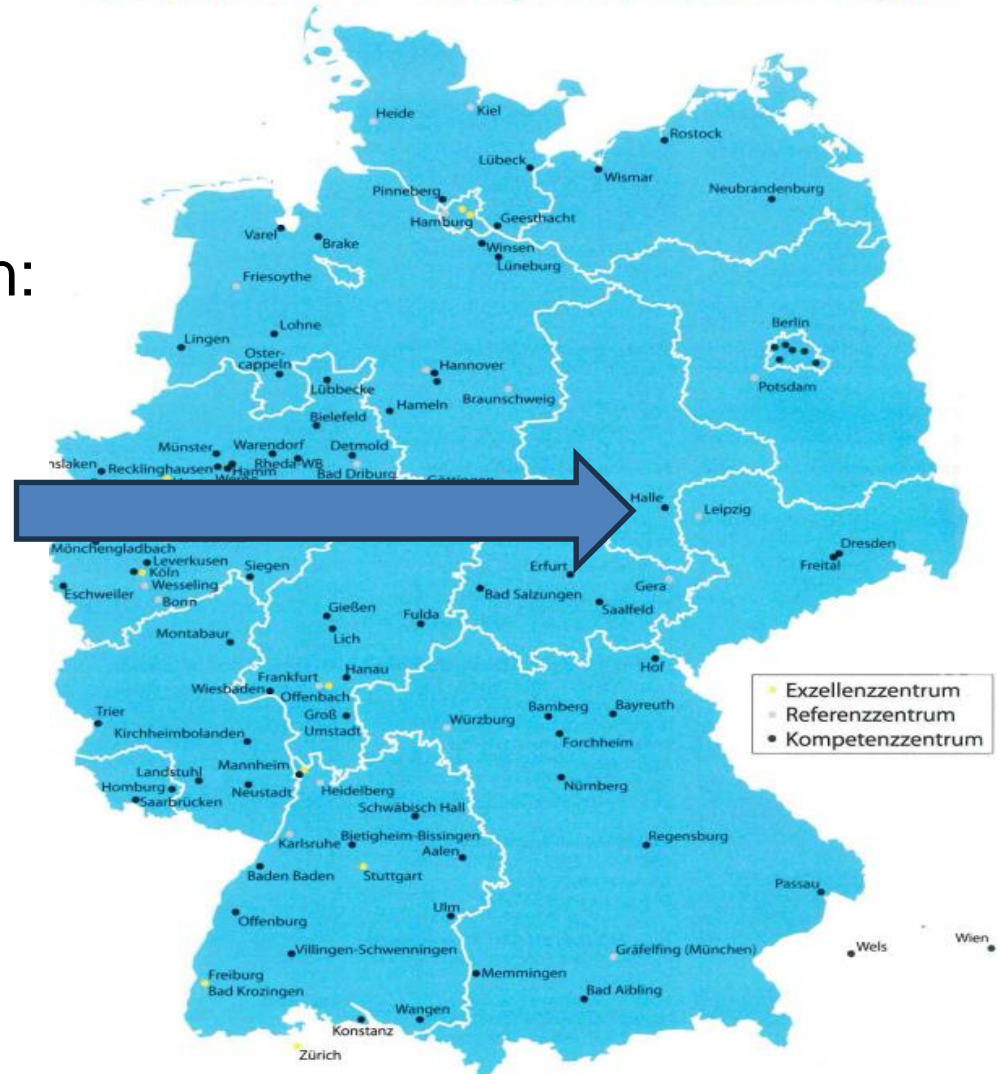 Heide
Kiel
Rostock
Lübeck
Wismar
Pinneberg
Neubrandenburg
Hamburg
Geesthacht
Varel
Brake
Winsen
Lüneburg
n:
Friesoythe
Lohne
Berlin
Lingen
Oster-
cappeln
Hannover
Lübbecke
Braunschweig
Potsdam
Hameln
Bielefeld
Münster
Warendorf
Detmold
nslaken
Recklinghausen
Hamm
Rheda-WB
Bad Driburg
Göttingen
Halle
Leipzig
Mönchengladbach
Leverkusen
Dresden
Köln
Siegen
Erfurt
Freital
Eschweiler
Wesseling
Gera
Bonn
Bad Salzungen
Saalfeld
Gießen
Fulda
Montabaur
Lich
Hof
Frankfurt
Hanau
Wiesbaden
Offenbach
Exzellenzzentrum
Trier
Groß
Umstadt
Würzburg
Bamberg
Bayreuth
Referenzzentrum
Kirchheimbolanden
Forchheim
Kompetenzzentrum
Landstuhl
Mannheim
Homburg
Neustadt
Heidelberg
Nürnberg
Saarbrücken
Schwäbisch Hall
Karlsruhe
Bietigheim-Bissingen
Regensburg
Aalen
Baden Baden
Stuttgart
Passau
Offenburg
Ulm
Villingen-Schwenningen
Gräfelfing (München)
Wels
Wien
Freiburg
Memmingen
Bad Krozingen
Bad Aibling
Wangen
Konstanz
Zürich